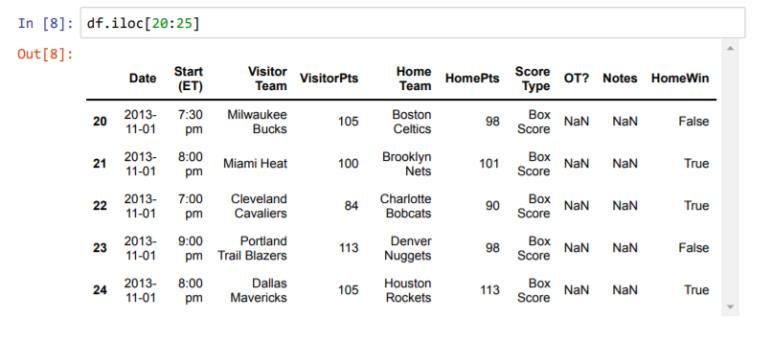 In [8]: df.iloc[20:25]
Out[8]:
Date Start (ET) Visitor Team VisitorPts Home Team HomePts Score Type OT? Notes HomeWin
20 2013-11-01 7:30 pm Milwaukee Bucks 105 Boston Celtics 98 Box Score NaN NaN False
21 2013-11-01 8:00 pm Miami Heat 100 Brooklyn Nets 101 Box Score NaN NaN True
22 2013-11-01 7:00 pm Cleveland Cavaliers 84 Charlotte Bobcats 90 Box Score NaN NaN True
23 2013-11-01 9:00 pm Portland Trail Blazers 113 Denver Nuggets 98 Box Score NaN NaN False
24 2013-11-01 8:00 pm Dallas Mavericks 105 Houston Rockets 113 Box Score NaN NaN True